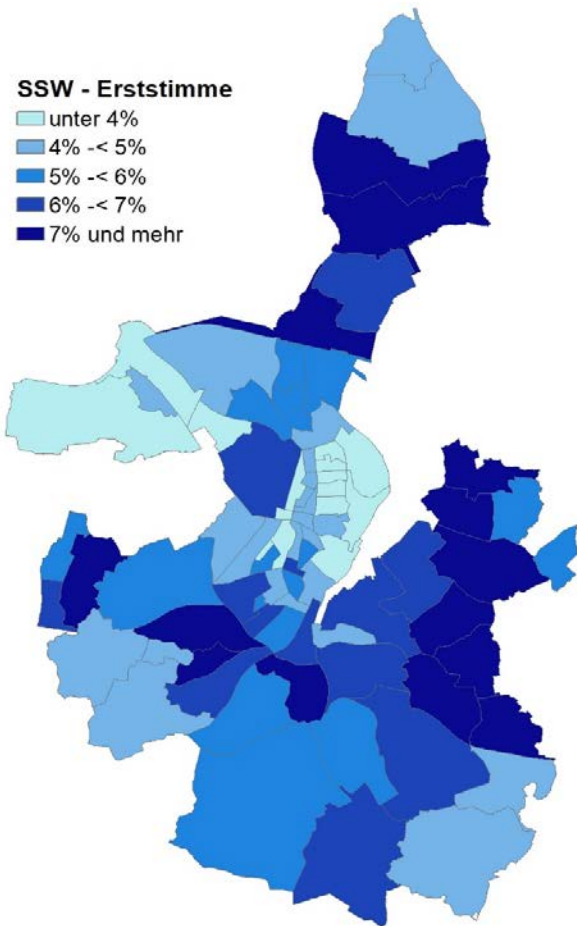 SSW - Erststimme
unter 4%
4% -< 5%
5% -< 6%
6% -< 7%
7% und mehr